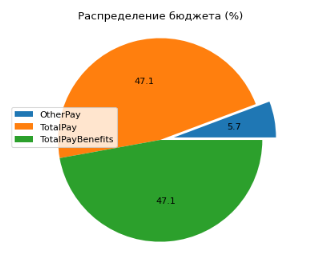 Распределение бюджета (%)
47.1
OtherPay
TotalPay
TotalPayBenefits
5.7
47.1